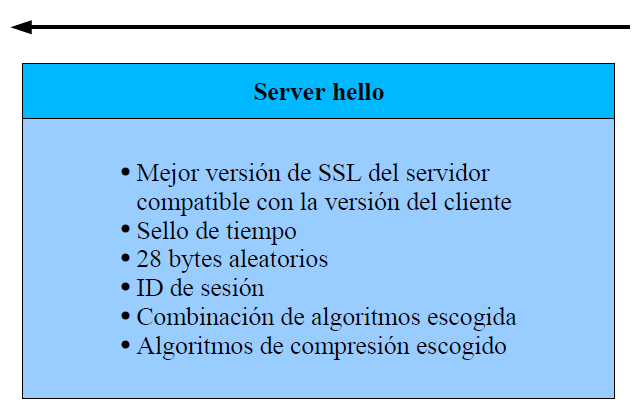 Server hello
• Mejor versión de SSL del servidor
compatible con la versión del cliente
• Sello de tiempo
• 28 bytes aleatorios
• ID de sesión
• Combinación de algoritmos escogida
• Algoritmos de compresión escogido